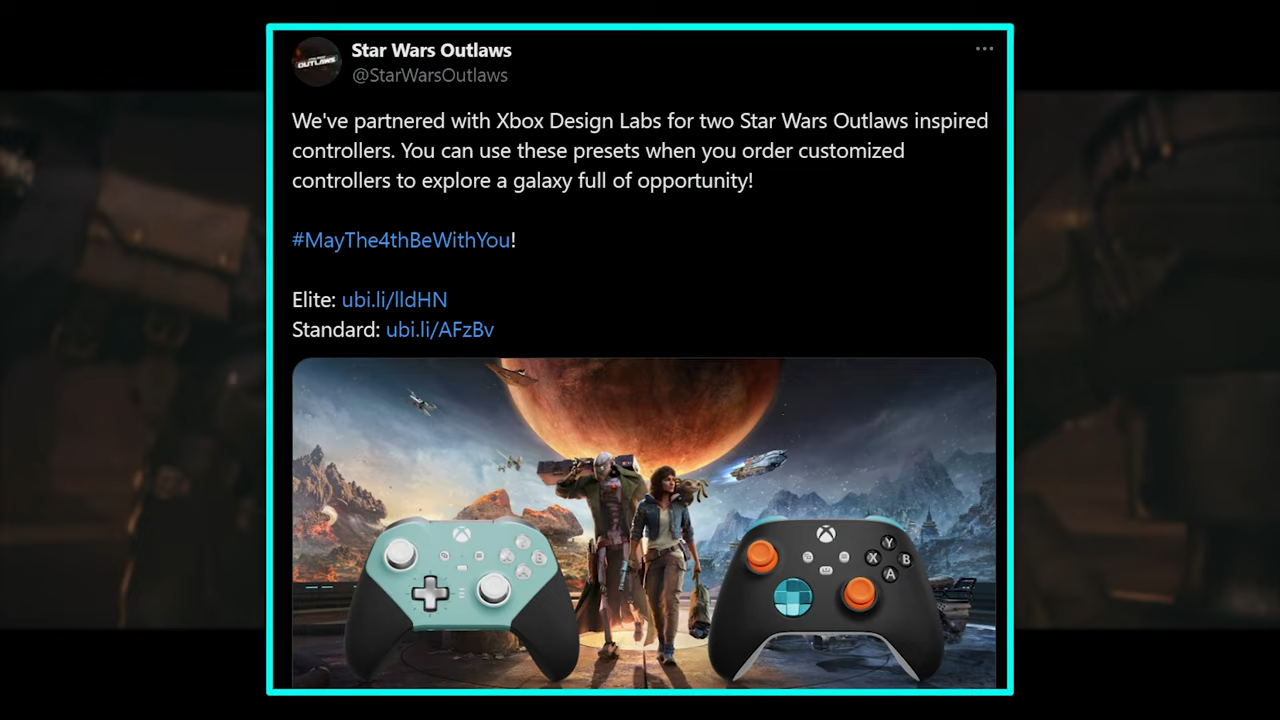 Star Wars Outlaws
@StarWarsOutlaws
We've partnered with Xbox Design Labs for two Star Wars Outlaws inspired
controllers. You can use these presets when you order customized
controllers to explore a galaxy full of opportunity!
#MayThe4thBeWithYou!
Elite: ubi.li/lldHN
Standard: ubi.li/AFzBv
OUTLAWS
Y
X
B
A